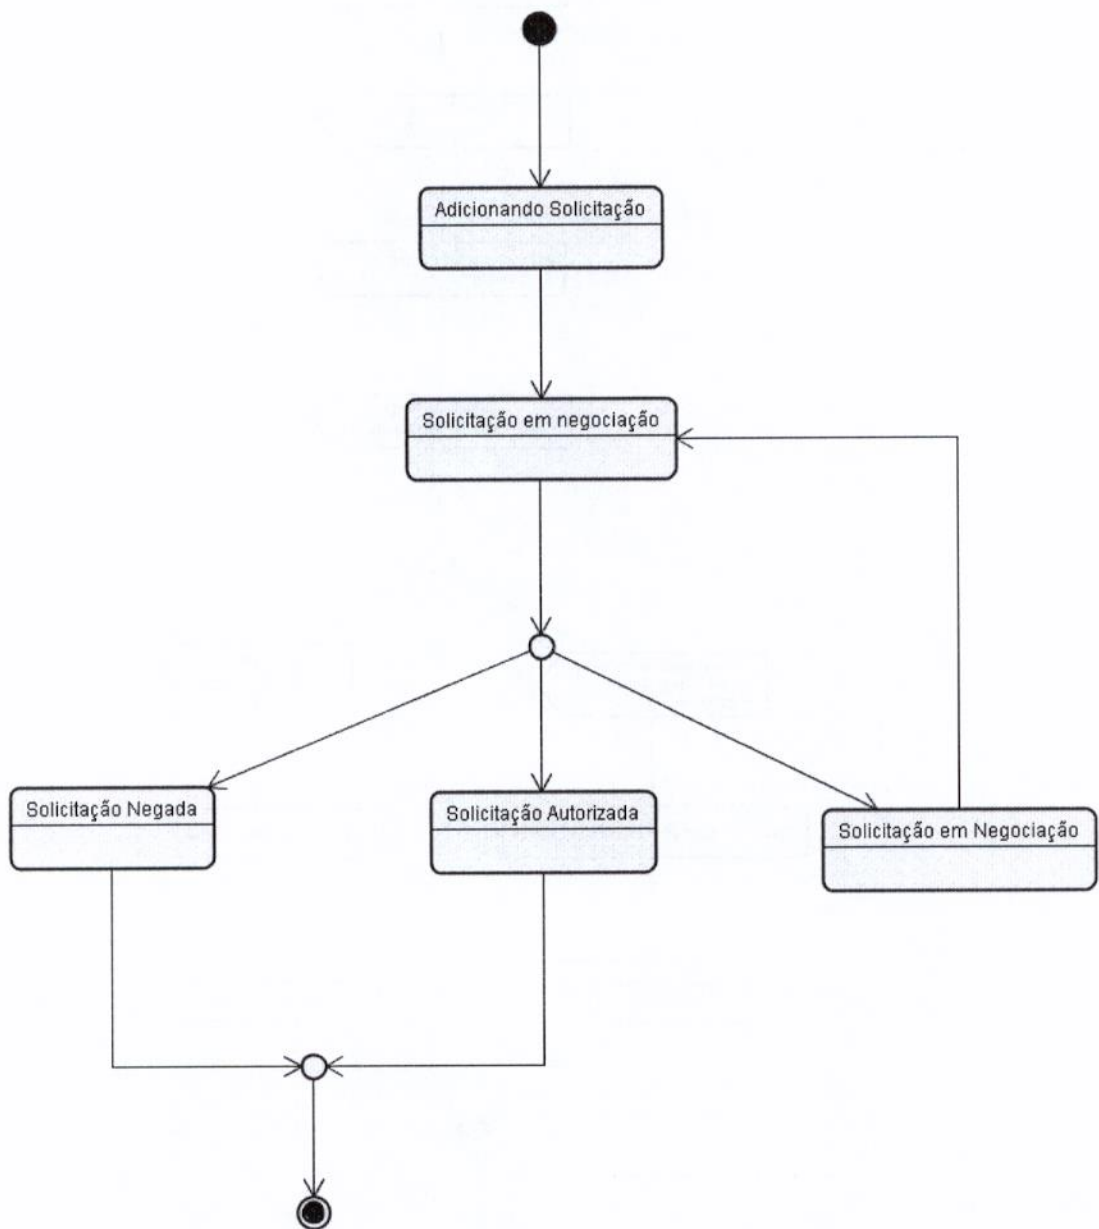 Adicionando Solicitação
Solicitação em negociação
Solicitação Negada
Solicitação Autorizada
Solicitação em Negociação